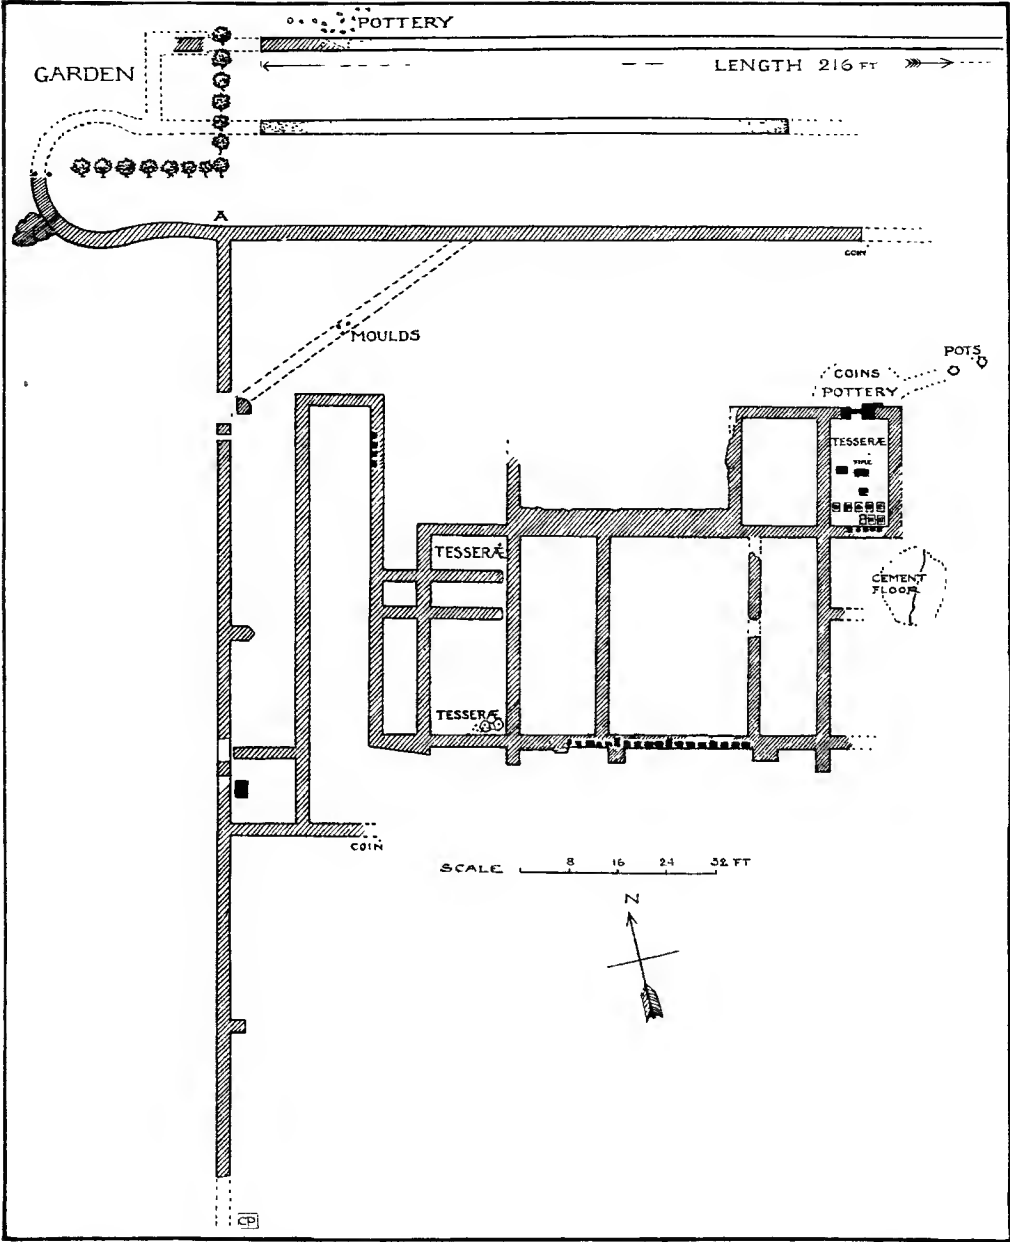 POTTERY
GARDEN
LENGTH 216 FT
A
COIN
MOULDS
POTS
COINS
POTTERY
TESSERÆ
TESSERÆ
CEMENT
FLOOR
TESSERÆ
COIN
SCALE 8 16 24 32 FT
N
CP